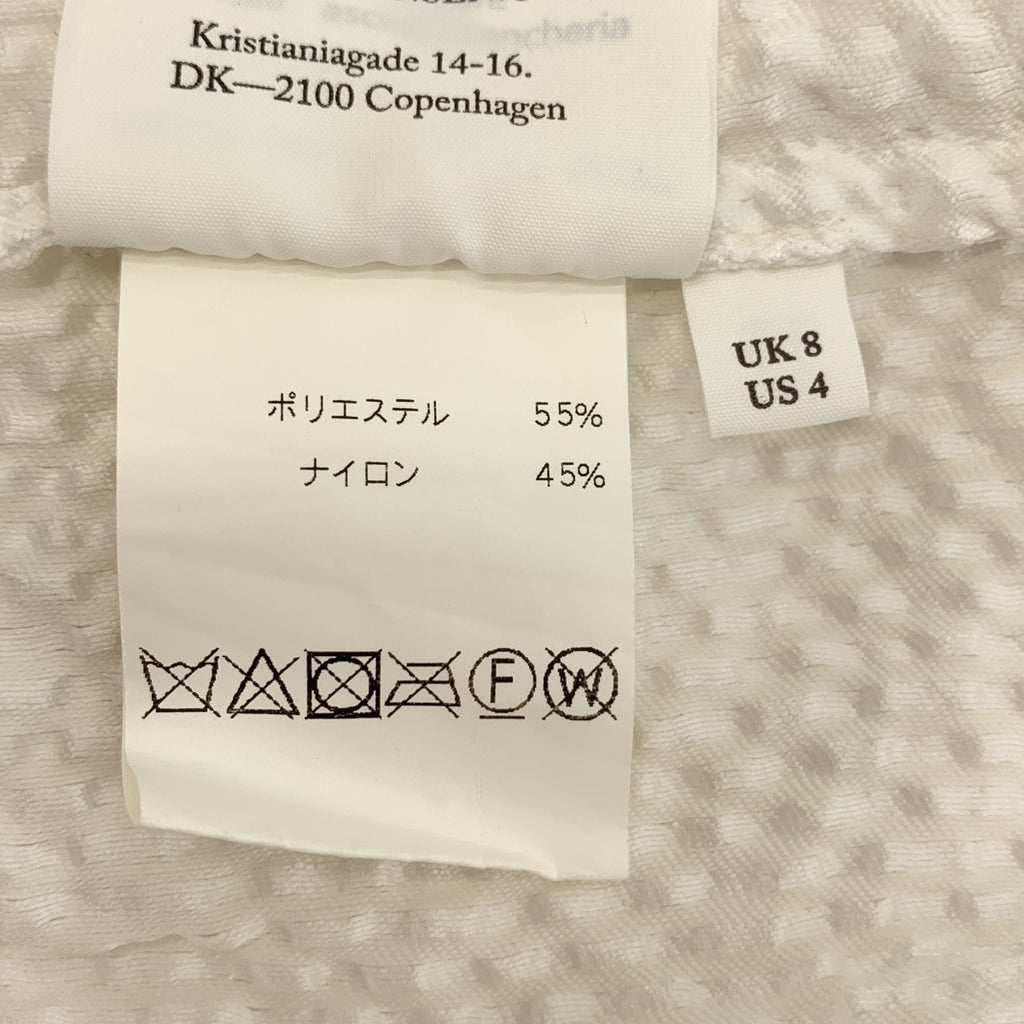 Kristianiagade 14-16.
DK—2100 Copenhagen
UK 8
US 4
ポリエステル 55%
ナイロン 45%
F W